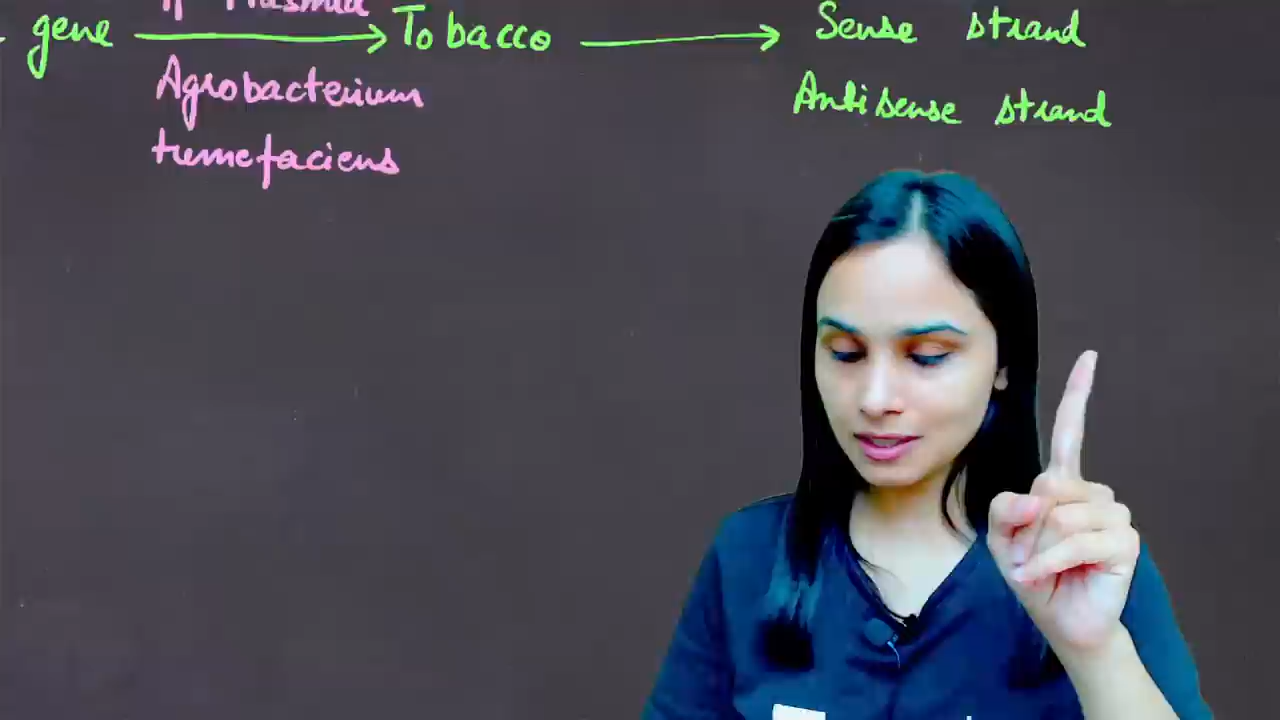 gene → Tobacco → Sense strand
Agrobacterium
tumefaciens
Antisense strand